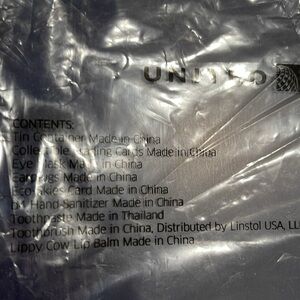 UNITED
CONTENTS:
Tin Container Made in China
Collectible Trading Cards Made in China
Eye Mask Made in China
Earplugs Made in China
Eco-Skies Card Made in China
Hand Sanitizer Made in China
Toothpaste Made in Thailand
Toothbrush Made in China, Distributed by Linstol USA, LL
Lippy Cow Lip Balm Made in China